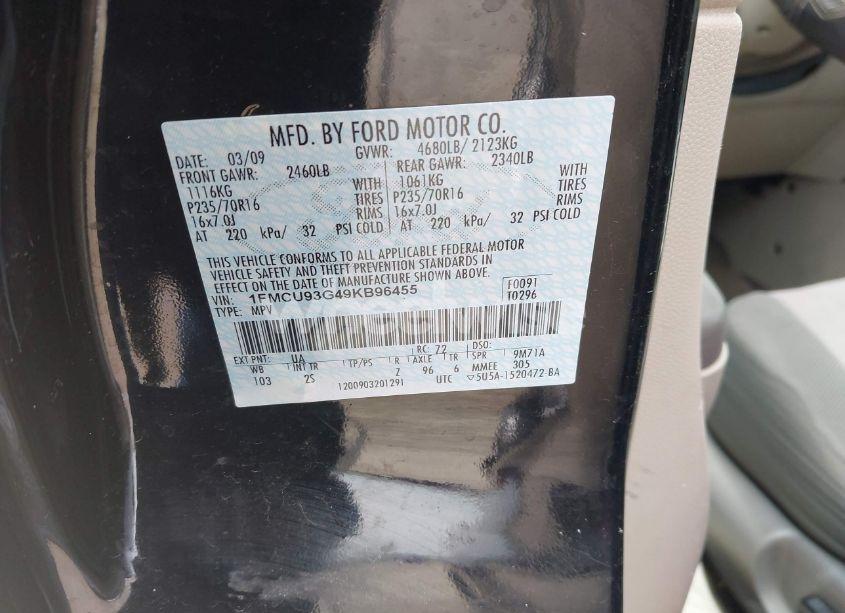 MFD. BY FORD MOTOR CO.
DATE: 03/09 GVWR: 4680LB/ 2123KG
FRONT GAWR: 2460LB REAR GAWR: 2340LB
1116KG WITH 1061KG WITH
P235/70R16 TIRES P235/70R16 TIRES
16x7.0J RIMS 16x7.0J RIMS
AT 220 kPa/ 32 PSI COLD AT 220 kPa/ 32 PSI COLD
THIS VEHICLE CONFORMS TO ALL APPLICABLE FEDERAL MOTOR
VEHICLE SAFETY AND THEFT PREVENTION STANDARDS IN
EFFECT ON THE DATE OF MANUFACTURE SHOWN ABOVE.
VIN: 1FMCU93G49KB96455 F0091
TYPE: MPV T0296
EXT PNT: UA RC: 72 DSO:
WB INT TR TP/PS R AXLE TR SPR 9M71A
103 2S Z 96 6 MMEE 305
1200903201291 UTC ▽5U5A-1520472-BA